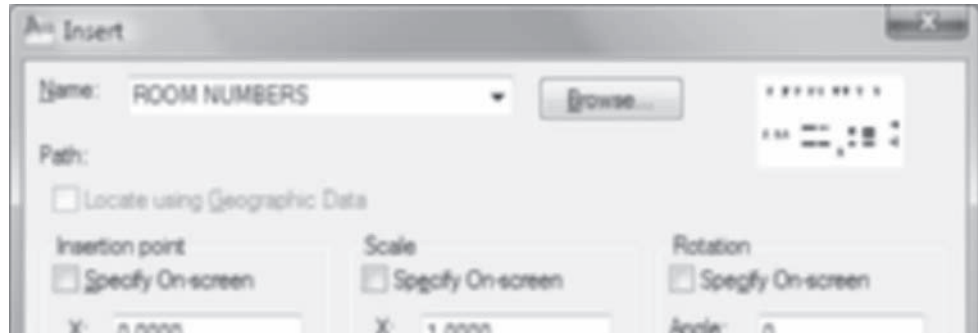 Insert
Name: ROOM NUMBERS Browse...
Path:
Locate using Geographic Data
Insertion point Scale Rotation
Specify On-screen Specify On-screen Specify On-screen
X: 0.0000 X: 1.0000 Angle: 0